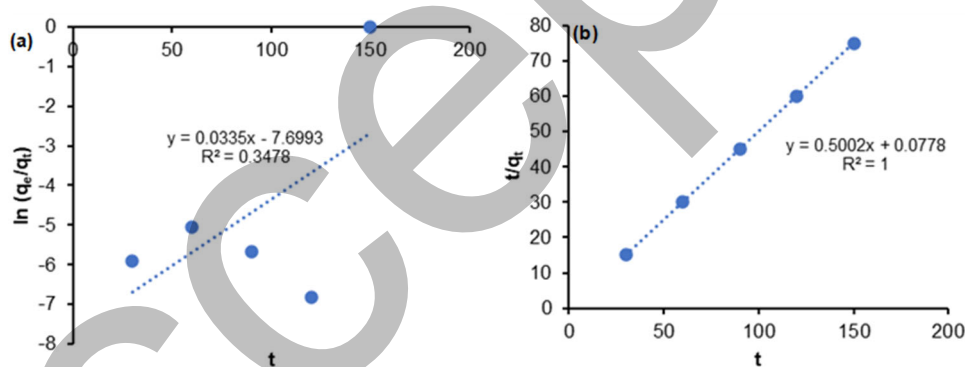 (a)
0
0 50 100 150 200
-1
-2
-3
-4
-5
-6
-7
-8
y = 0.0335x - 7.6993
R² = 0.3478
ln (qₑ/qₜ)
t
(b)
80
70
60
50
40
30
20
10
0
y = 0.5002x + 0.0778
R² = 1
t/qₜ
0 50 100 150 200
t